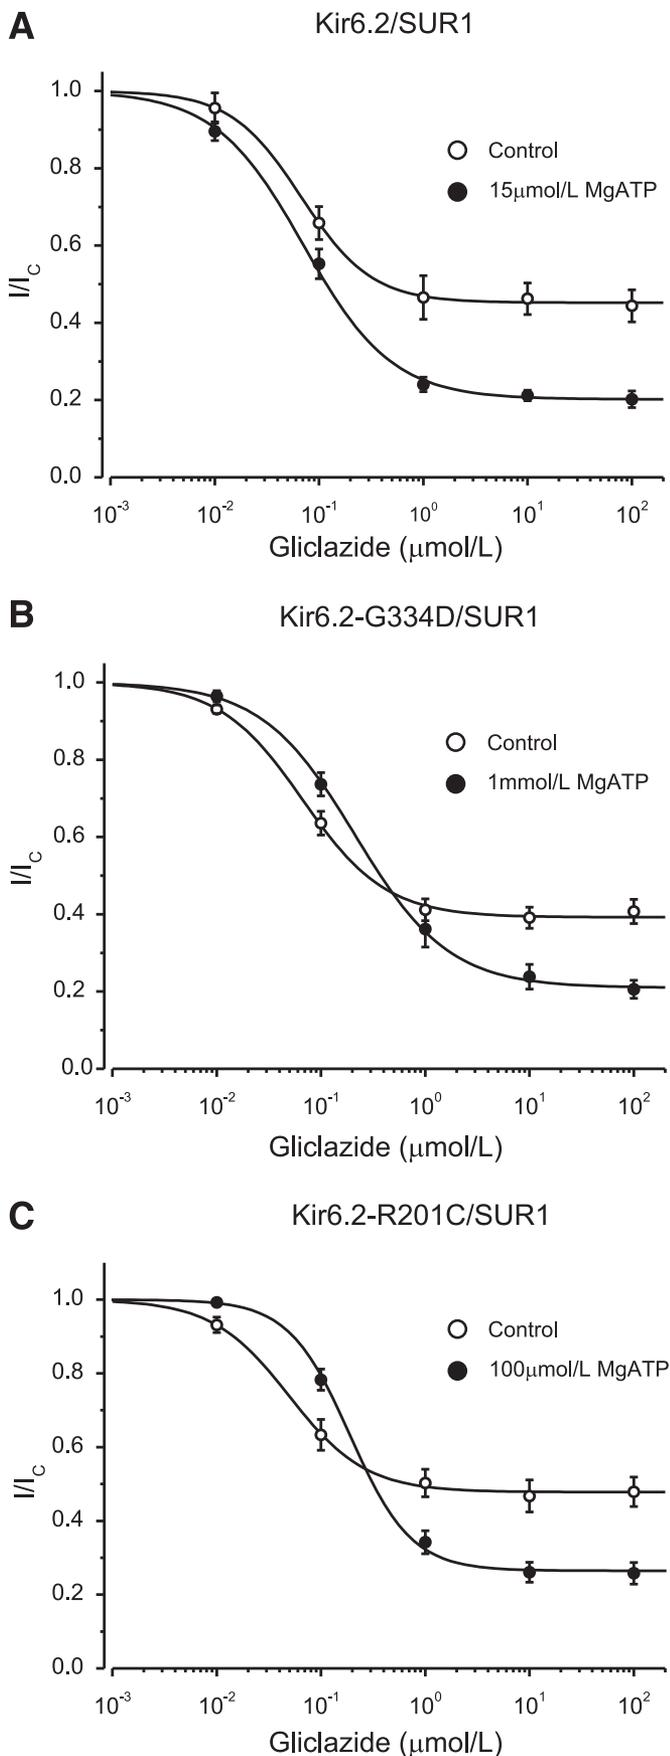 A
Kir6.2/SUR1
1.0
Control
15μmol/L MgATP
0.8
0.6
I/I_C
0.4
0.2
0.0
10⁻³ 10⁻² 10⁻¹ 10⁰ 10¹ 10²
Gliclazide (μmol/L)
B
Kir6.2-G334D/SUR1
1.0
Control
1mmol/L MgATP
0.8
0.6
I/I_C
0.4
0.2
0.0
10⁻³ 10⁻² 10⁻¹ 10⁰ 10¹ 10²
Gliclazide (μmol/L)
C
Kir6.2-R201C/SUR1
1.0
Control
100μmol/L MgATP
0.8
0.6
I/I_C
0.4
0.2
0.0
10⁻³ 10⁻² 10⁻¹ 10⁰ 10¹ 10²
Gliclazide (μmol/L)